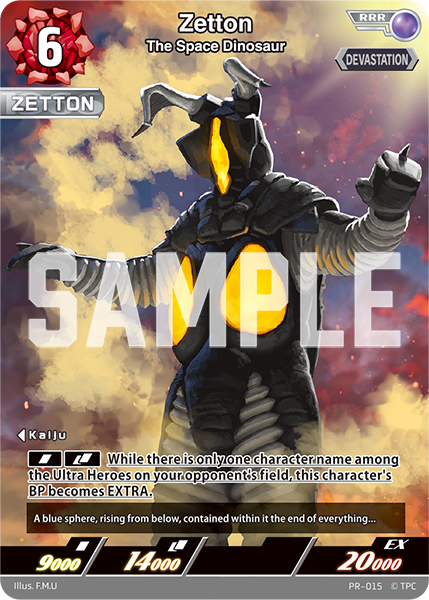 6
Zetton
The Space Dinosaur
RRR
DEVASTATION
ZETTON
SAMPLE
Kaiju
While there is only one character name among
the Ultra Heroes on your opponent's field, this character's
BP becomes EXTRA.
A blue sphere, rising from below, contained within it the end of everything...
9000
14000
EX
20000
Illus. F.M.U
PR-015 © TPC